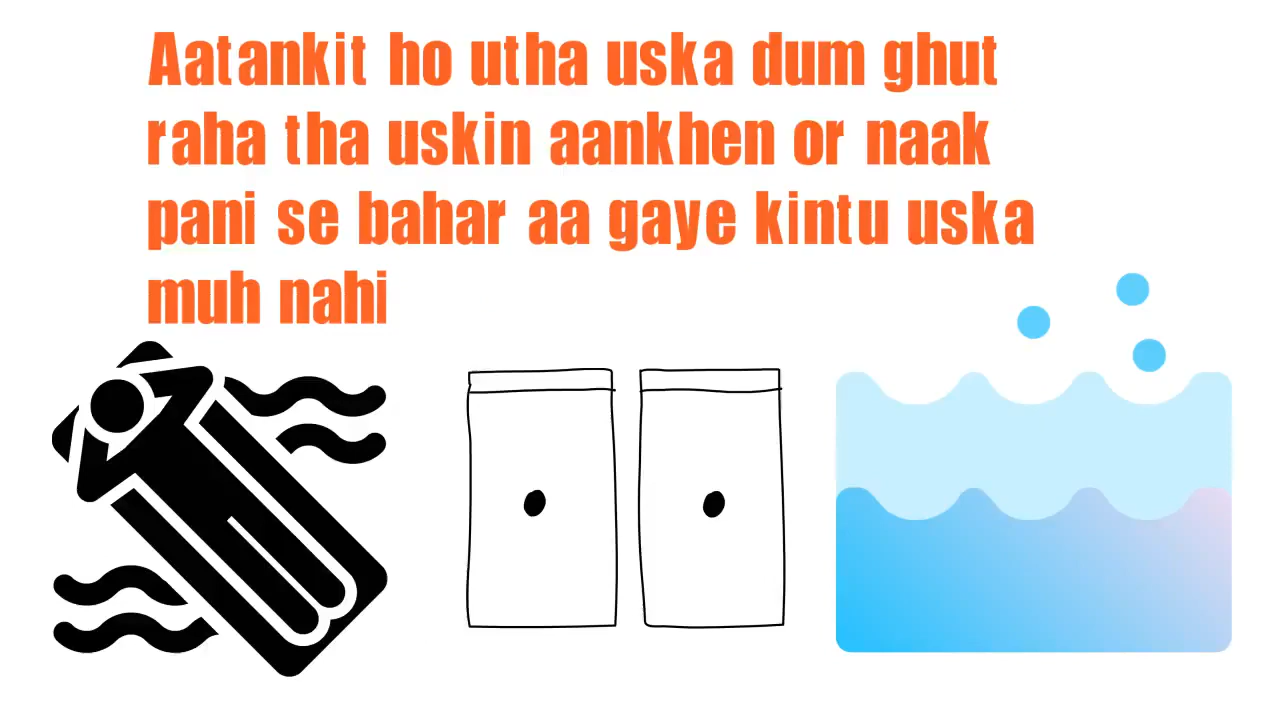 Aatankit ho utha uska dum ghut
raha tha uskin aankhen or naak
pani se bahar aa gaye kintu uska
muh nahi